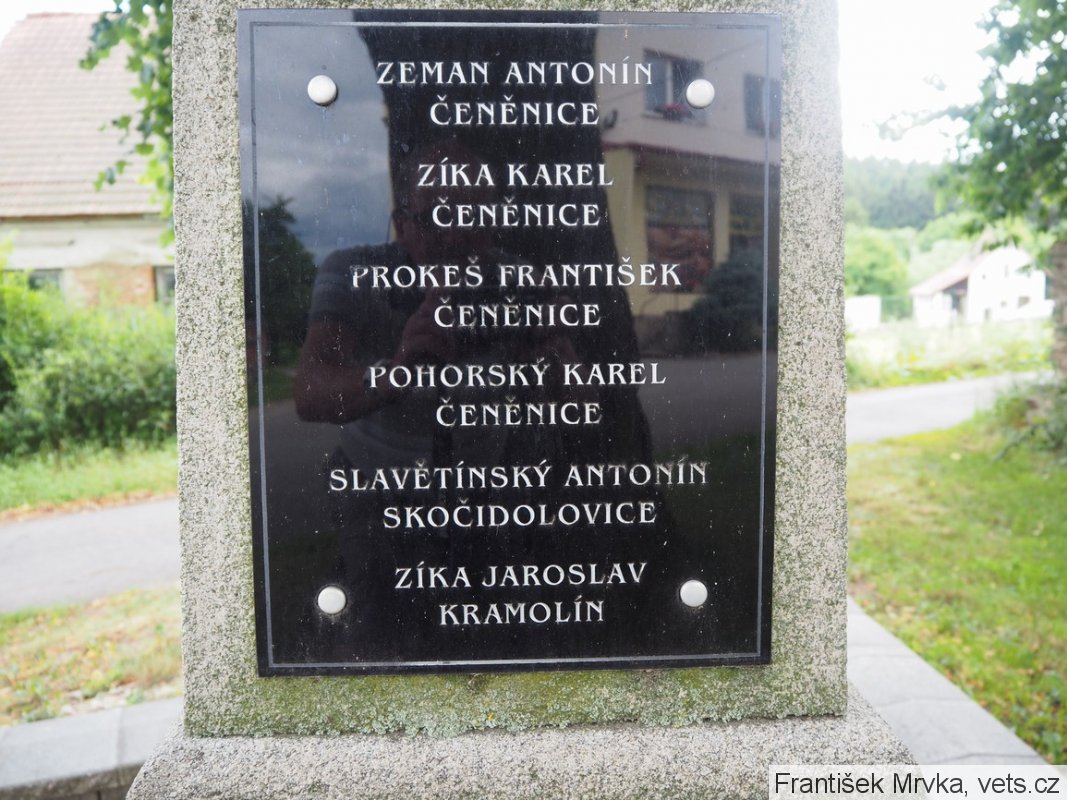 ZEMAN ANTONÍN
ČENĚNICE
ZÍKA KAREL
ČENĚNICE
PROKEŠ FRANTIŠEK
ČENĚNICE
POHORSKÝ KAREL
ČENĚNICE
SLAVĚTÍNSKÝ ANTONÍN
SKOČIDOLOVICE
ZÍKA JAROSLAV
KRAMOLÍN
František Mrvka, vets.cz